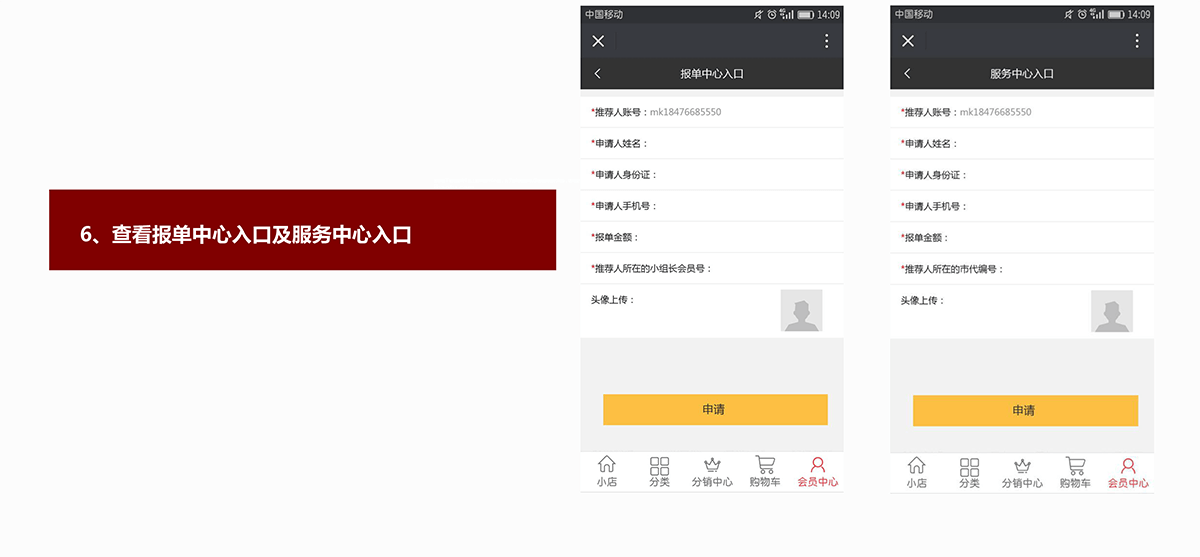 6、查看报单中心入口及服务中心入口
中国移动 4G 14:09
报单中心入口
*推荐人账号：mk18476685550
*申请人姓名：
*申请人身份证：
*申请人手机号：
*报单金额：
*推荐人所在的小组长会员号：
头像上传：
申请
小店 分类 分销中心 购物车 会员中心
中国移动 4G 14:09
服务中心入口
*推荐人账号：mk18476685550
*申请人姓名：
*申请人身份证：
*申请人手机号：
*报单金额：
*推荐人所在的市代编号：
头像上传：
申请
小店 分类 分销中心 购物车 会员中心